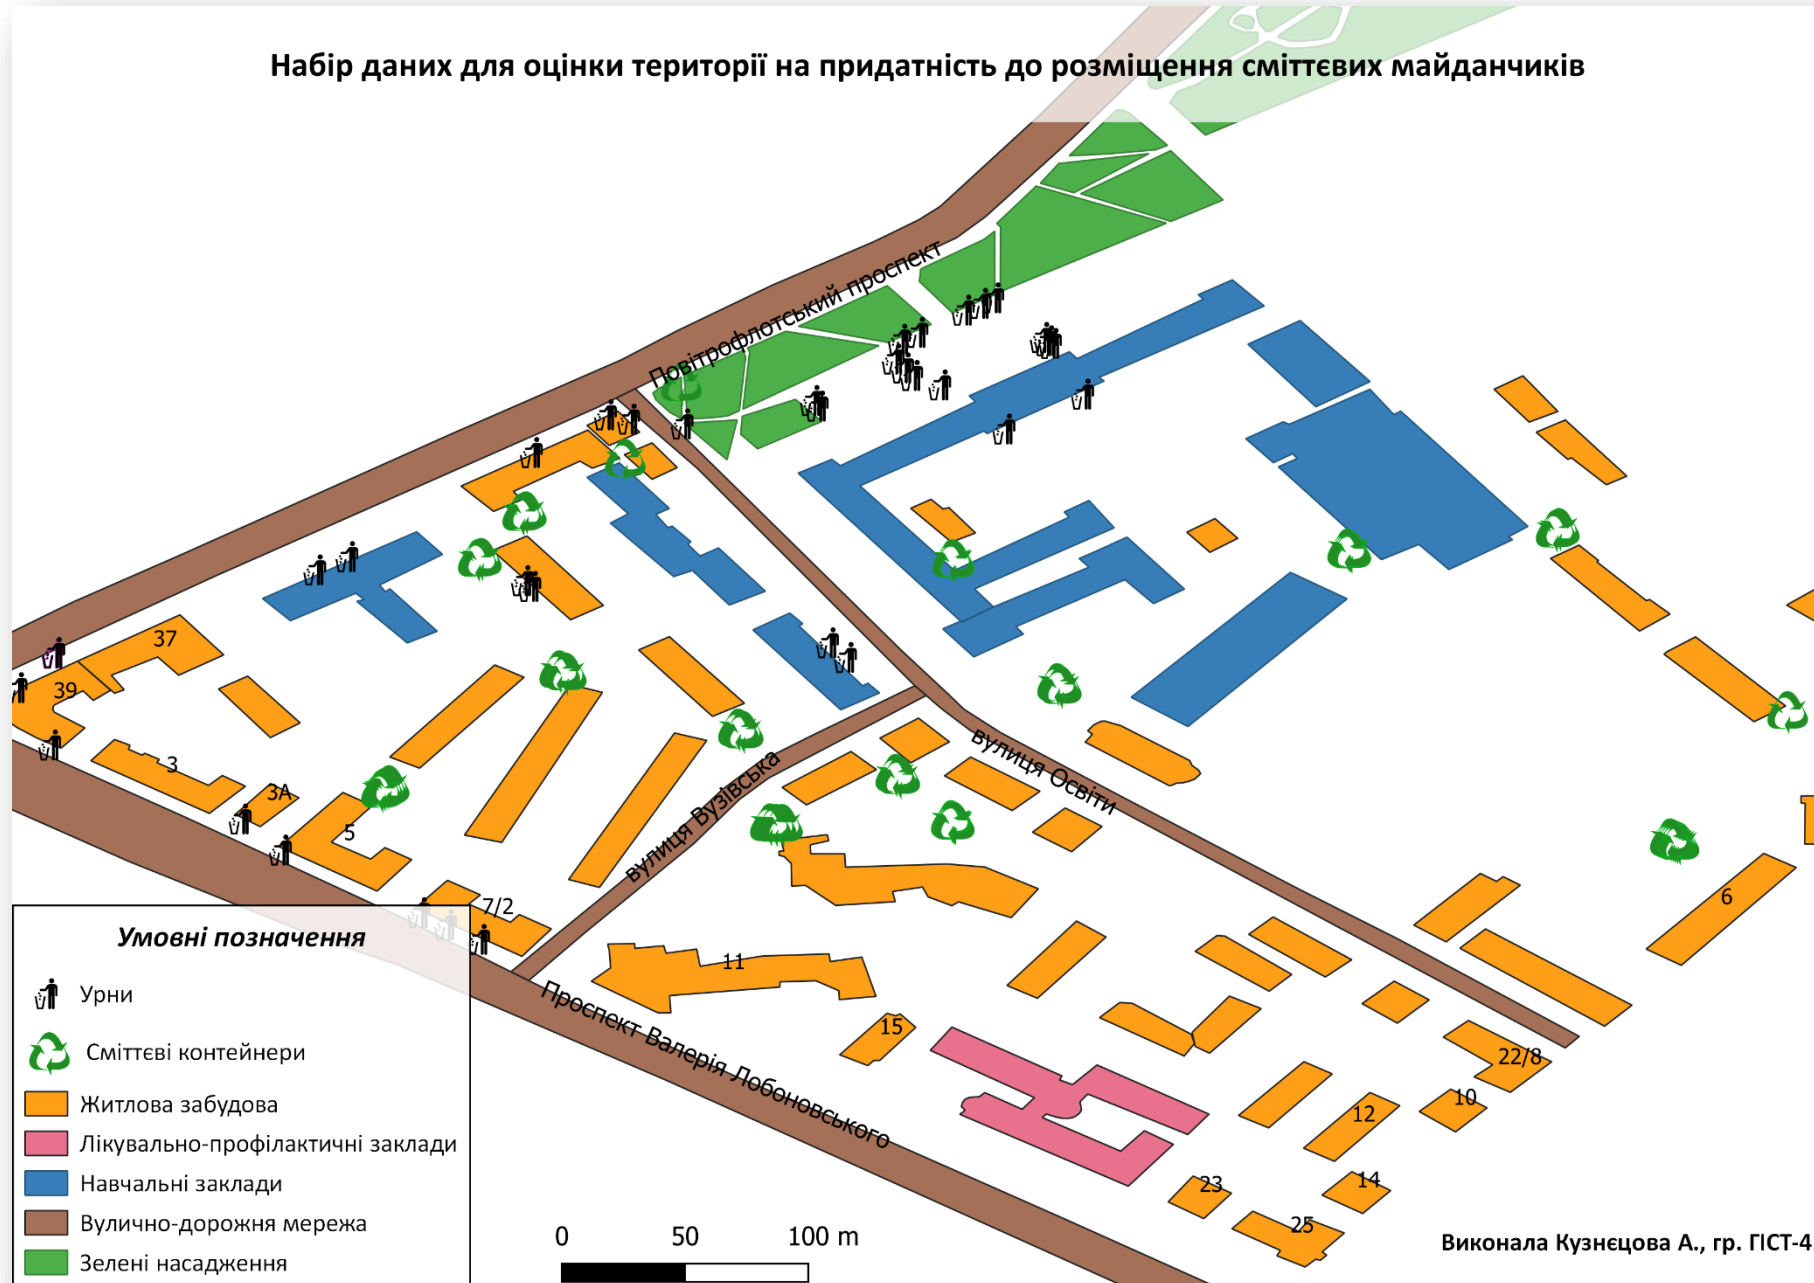 Набір даних для оцінки території на придатність до розміщення сміттєвих майданчиків
Повітрофлотський проспект
37
39
3
3А
5
7/2
вулиця Вузівська
вулиця Освіти
6
11
15
Проспект Валерія Лобоновського
22/8
10
12
14
23
25
Умовні позначення
Урни
Сміттєві контейнери
Житлова забудова
Лікувально-профілактичні заклади
Навчальні заклади
Вулично-дорожня мережа
Зелені насадження
0 50 100 m
Виконала Кузнєцова А., гр. ГІСТ-4